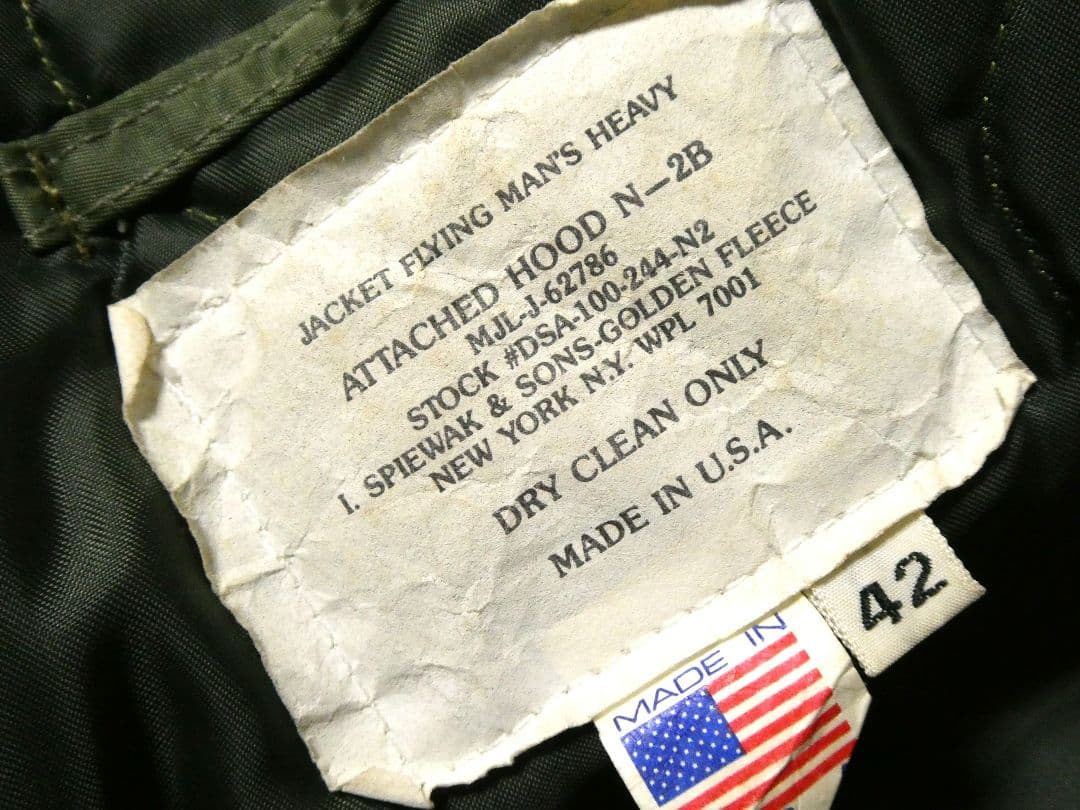 JACKET FLYING MAN'S HEAVY
ATTACHED HOOD N-2B
MJL-J-62786
STOCK #DSA-100-244-N2
I. SPIEWAK & SONS-GOLDEN FLEECE
NEW YORK N.Y. WPL 7001
DRY CLEAN ONLY
MADE IN U.S.A.
42
MADE IN